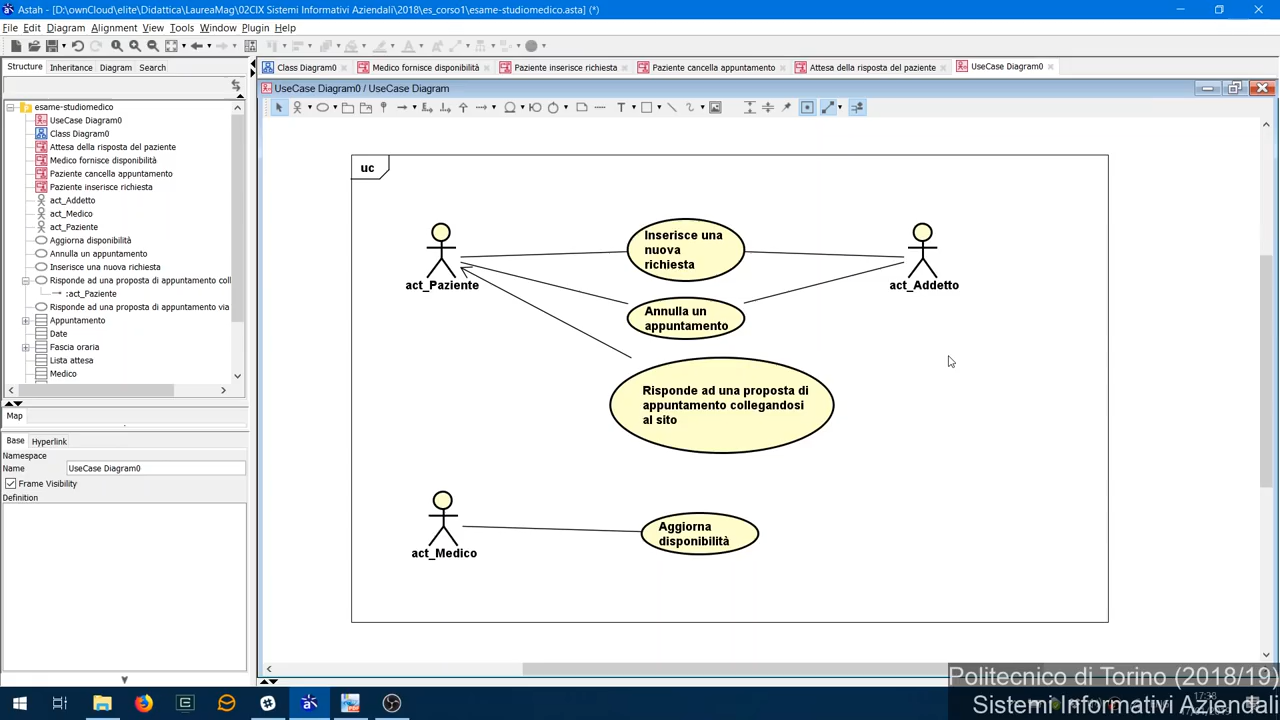 Astah - [D:\ownCloud\elite\Didattica\LaureaMag\02CIX Sistemi Informativi Aziendali\2018\es_corso1\esame-studiomedico.asta] (*)
File Edit Diagram Alignment View Tools Window Plugin Help
Structure Inheritance Diagram Search
Class Diagram0 Medico fornisce disponibilità Paziente inserisce richiesta Paziente cancella appuntamento Attesa della risposta del paziente UseCase Diagram0
UseCase Diagram0 / UseCase Diagram
esame-studiomedico
UseCase Diagram0
Class Diagram0
Attesa della risposta del paziente
Medico fornisce disponibilità
Paziente cancella appuntamento
Paziente inserisce richiesta
act_Addetto
act_Medico
act_Paziente
Aggiorna disponibilità
Annulla un appuntamento
Inserisce una nuova richiesta
Risponde ad una proposta di appuntamento coll
:act_Paziente
Risponde ad una proposta di appuntamento via
Appuntamento
Date
Fascia oraria
Lista attesa
Medico
Map
Base Hyperlink
Namespace
Name UseCase Diagram0
Frame Visibility
Definition
uc
act_Paziente
Inserisce una
nuova
richiesta
act_Addetto
Annulla un
appuntamento
Risponde ad una proposta di
appuntamento collegandosi
al sito
act_Medico
Aggiorna
disponibilità
Politecnico di Torino (2018/19)
Sistemi Informativi Aziendali